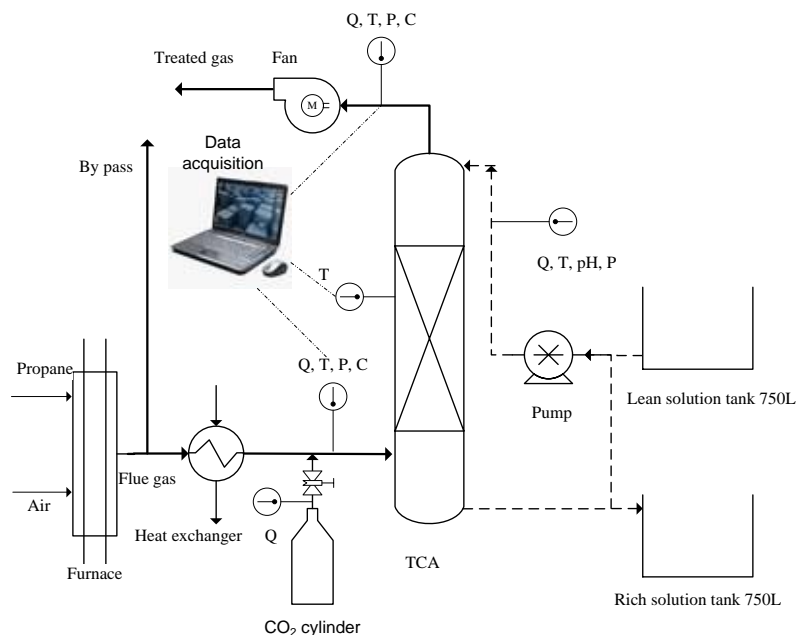 Q, T, P, C
Treated gas
Fan
M
Data
acquisition
By pass
T
Q, T, pH, P
Q, T, P, C
Propane
Pump
Lean solution tank 750L
Flue gas
Air
Q
Heat exchanger
TCA
Furnace
Rich solution tank 750L
CO₂ cylinder